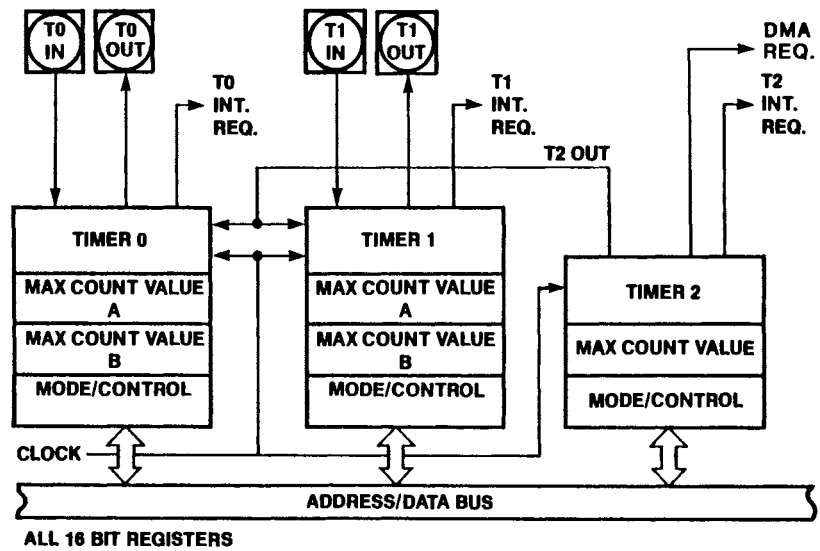 T0
IN
T0
OUT
T1
IN
T1
OUT
DMA
REQ.
T0
INT.
REQ.
T1
INT.
REQ.
T2
INT.
REQ.
T2 OUT
TIMER 0
MAX COUNT VALUE
A
MAX COUNT VALUE
B
MODE/CONTROL
TIMER 1
MAX COUNT VALUE
A
MAX COUNT VALUE
B
MODE/CONTROL
TIMER 2
MAX COUNT VALUE
MODE/CONTROL
CLOCK
ADDRESS/DATA BUS
ALL 16 BIT REGISTERS